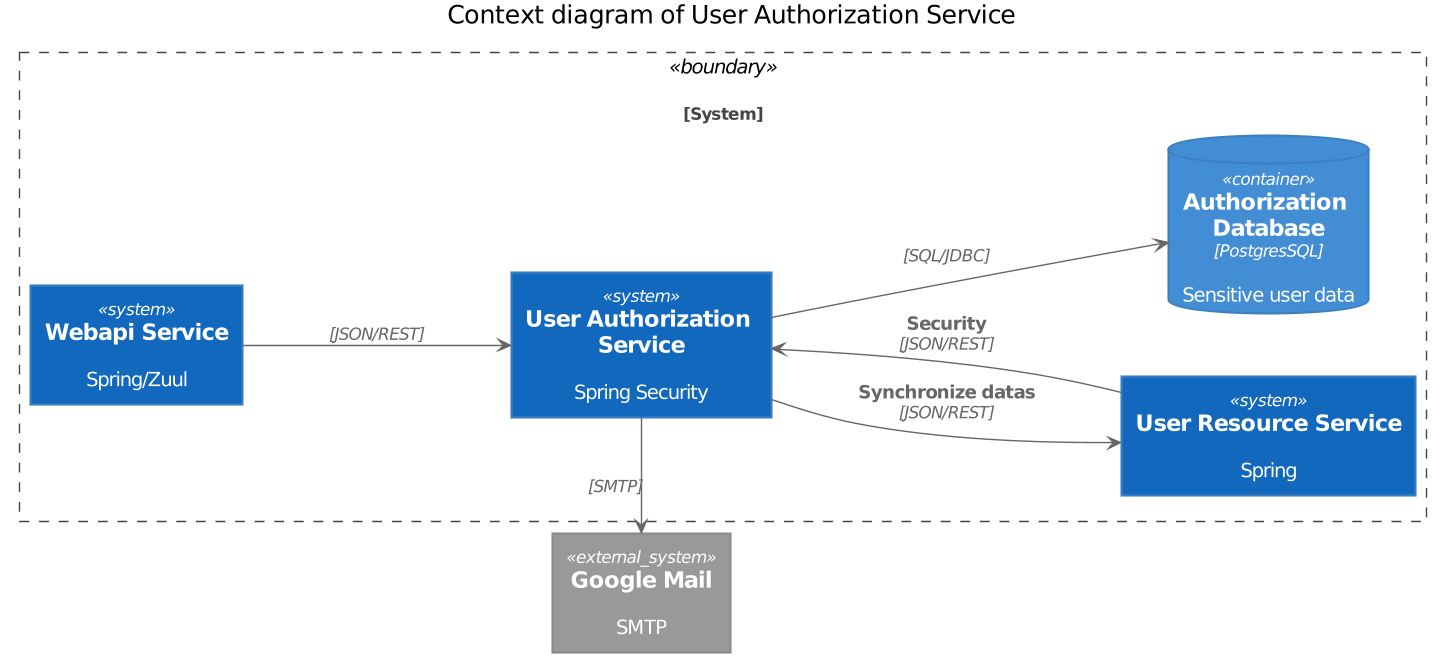 Context diagram of User Authorization Service
«boundary»
[System]
«container»
Authorization
Database
[PostgresSQL]
Sensitive user data
[SQL/JDBC]
«system»
Webapi Service
Spring/Zuul
[JSON/REST]
«system»
User Authorization
Service
Spring Security
Security
[JSON/REST]
Synchronize datas
[JSON/REST]
«system»
User Resource Service
Spring
[SMTP]
«external_system»
Google Mail
SMTP